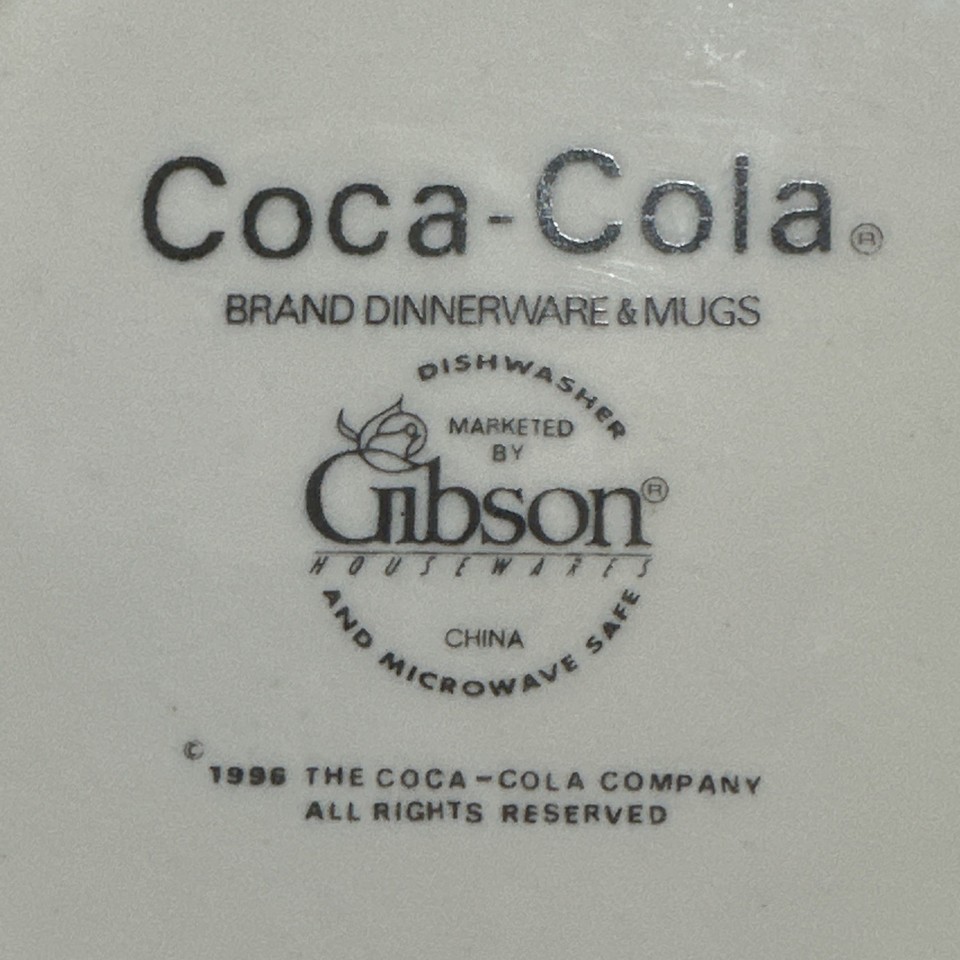 Coca-Cola®
BRAND DINNERWARE & MUGS
DISHWASHER
MARKETED
BY
Gibson®
HOUSEWARES
CHINA
AND MICROWAVE SAFE
© 1996 THE COCA-COLA COMPANY
ALL RIGHTS RESERVED